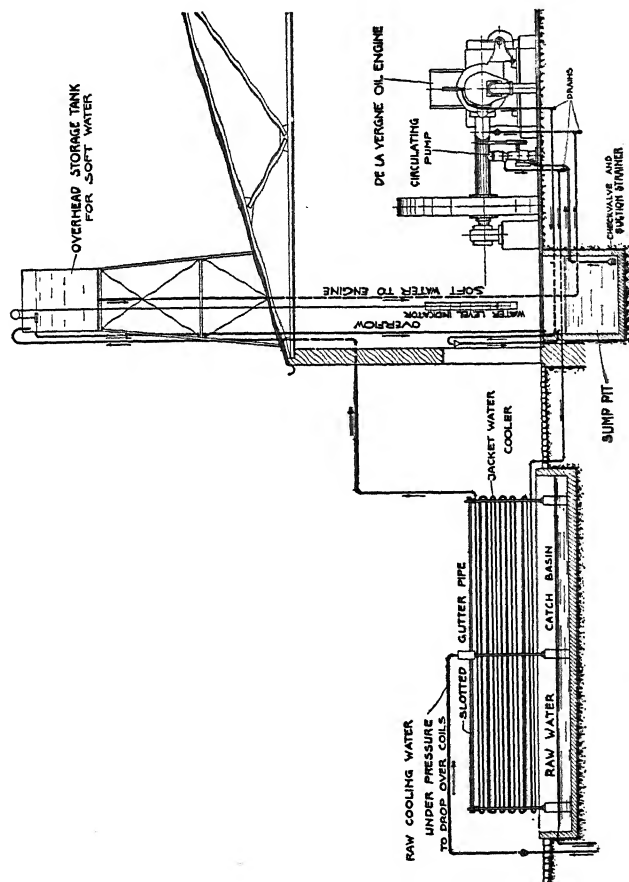 OVERHEAD STORAGE TANK
FOR SOFT WATER
DE LA VERGNE OIL ENGINE
CIRCULATING
PUMP
DRAINS
CHECKVALVE AND
SUCTION STRAINER
SOFT WATER TO ENGINE
WATER LEVEL INDICATOR
OVERFLOW
SUMP PIT
JACKET WATER
COOLER
SLOTTED GUTTER PIPE
RAW COOLING WATER
UNDER PRESSURE
TO DROP OVER COILS
RAW WATER CATCH BASIN